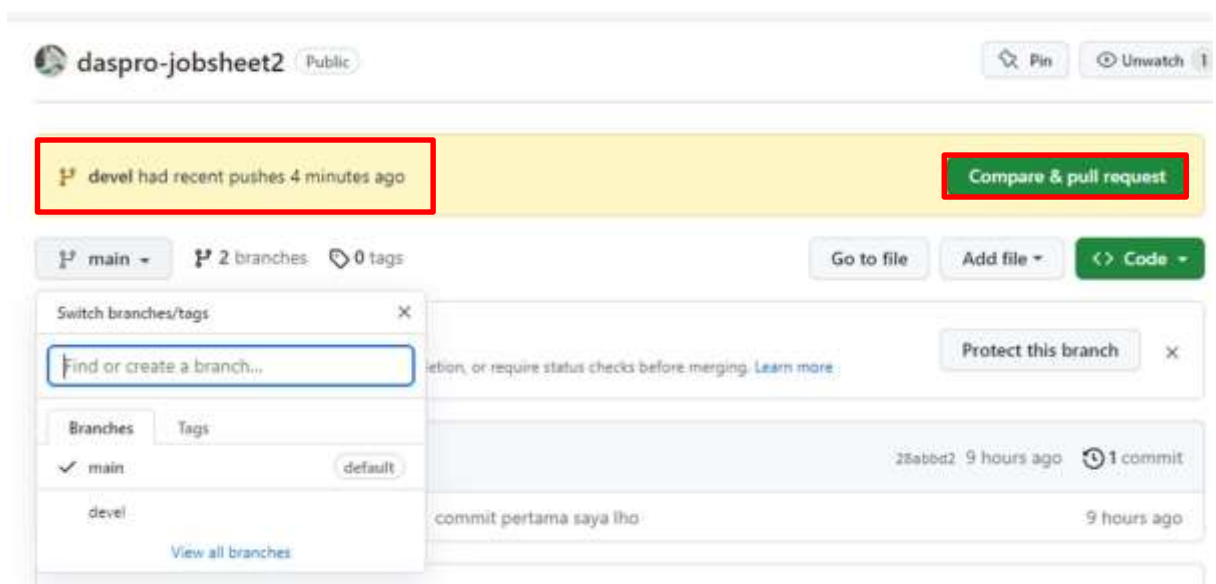 daspro-jobsheet2 Public Pin Unwatch 1
devel had recent pushes 4 minutes ago Compare & pull request
main 2 branches 0 tags Go to file Add file <> Code
Switch branches/tags
Find or create a branch...
Protect this branch
etion, or require status checks before merging. Learn more
Branches Tags
main default
28abbd2 9 hours ago 1 commit
devel
commit pertama saya lho 9 hours ago
View all branches